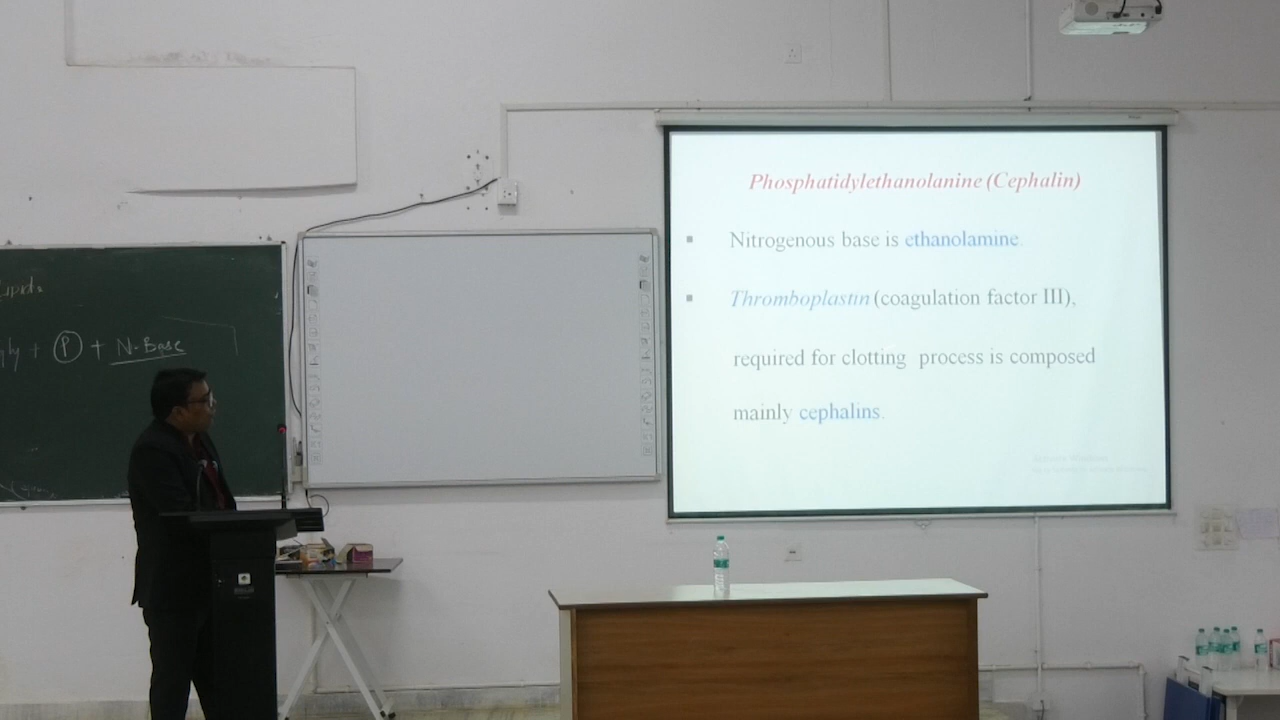 Lipids
+ P + N-Base
Phosphatidylethanolanine (Cephalin)
▪ Nitrogenous base is ethanolamine.
▪ Thromboplastin (coagulation factor III),
required for clotting process is composed
mainly cephalins.